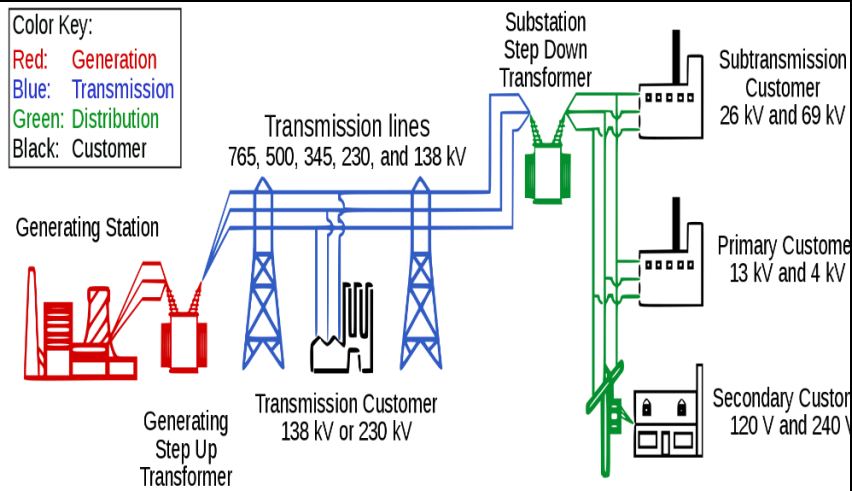 Color Key:
Red: Generation
Blue: Transmission
Green: Distribution
Black: Customer
Substation
Step Down
Transformer
Subtransmission
Customer
26 kV and 69 kV
Transmission lines
765, 500, 345, 230, and 138 kV
Generating Station
Primary Custome
13 kV and 4 kV
Transmission Customer
138 kV or 230 kV
Generating
Step Up
Transformer
Secondary Custom
120 V and 240 V